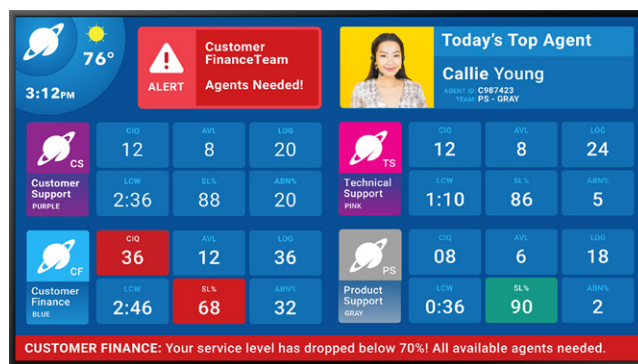 76°
3:12PM
ALERT
Customer
FinanceTeam
Agents Needed!
Today's Top Agent
Callie Young
AGENT ID: C987423
TEAM: PS - GRAY
CS
Customer
Support
PURPLE
CIQ
12
AVL
8
LOG
20
LCW
2:36
SL%
88
ABN%
20
TS
Technical
Support
PINK
CIQ
12
AVL
8
LOG
24
LCW
1:10
SL%
86
ABN%
5
CF
Customer
Finance
BLUE
CIQ
36
AVL
12
LOG
36
LCW
2:46
SL%
68
ABN%
32
PS
Product
Support
GRAY
CIQ
08
AVL
6
LOG
18
LCW
0:36
SL%
90
ABN%
2
CUSTOMER FINANCE: Your service level has dropped below 70%! All available agents needed.